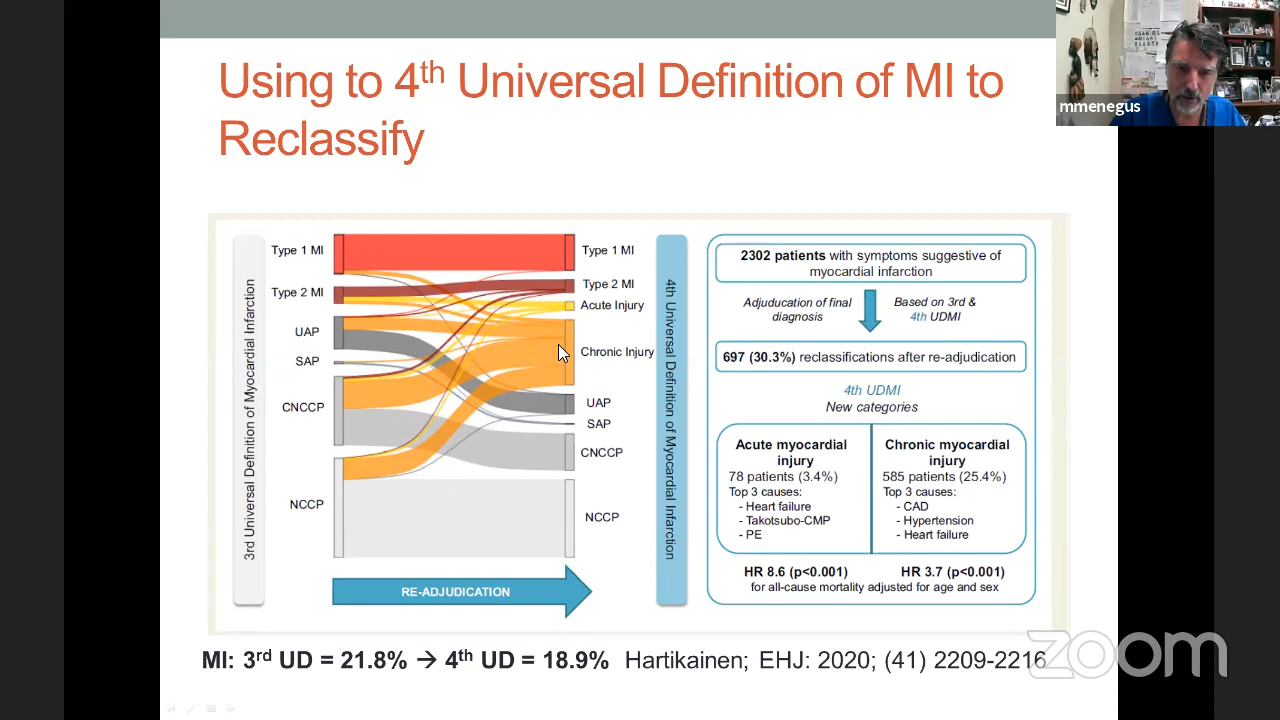 Using to 4th Universal Definition of MI to
Reclassify
mmenegus
3rd Universal Definition of Myocardial Infarction
Type 1 MI
Type 2 MI
UAP
SAP
CNCCP
NCCP
Type 1 MI
Type 2 MI
Acute Injury
Chronic Injury
UAP
SAP
CNCCP
NCCP
RE-ADJUDICATION
4th Universal Definition of Myocardial Infarction
2302 patients with symptoms suggestive of
myocardial infarction
Adjuducation of final
diagnosis
Based on 3rd &
4th UDMI
697 (30.3%) reclassifications after re-adjudication
4th UDMI
New categories
Acute myocardial
injury
78 patients (3.4%)
Top 3 causes:
- Heart failure
- Takotsubo-CMP
- PE
Chronic myocardial
injury
585 patients (25.4%)
Top 3 causes:
- CAD
- Hypertension
- Heart failure
HR 8.6 (p<0.001)
HR 3.7 (p<0.001)
for all-cause mortality adjusted for age and sex
MI: 3rd UD = 21.8% → 4th UD = 18.9% Hartikainen; EHJ: 2020; (41) 2209-2216
zoom